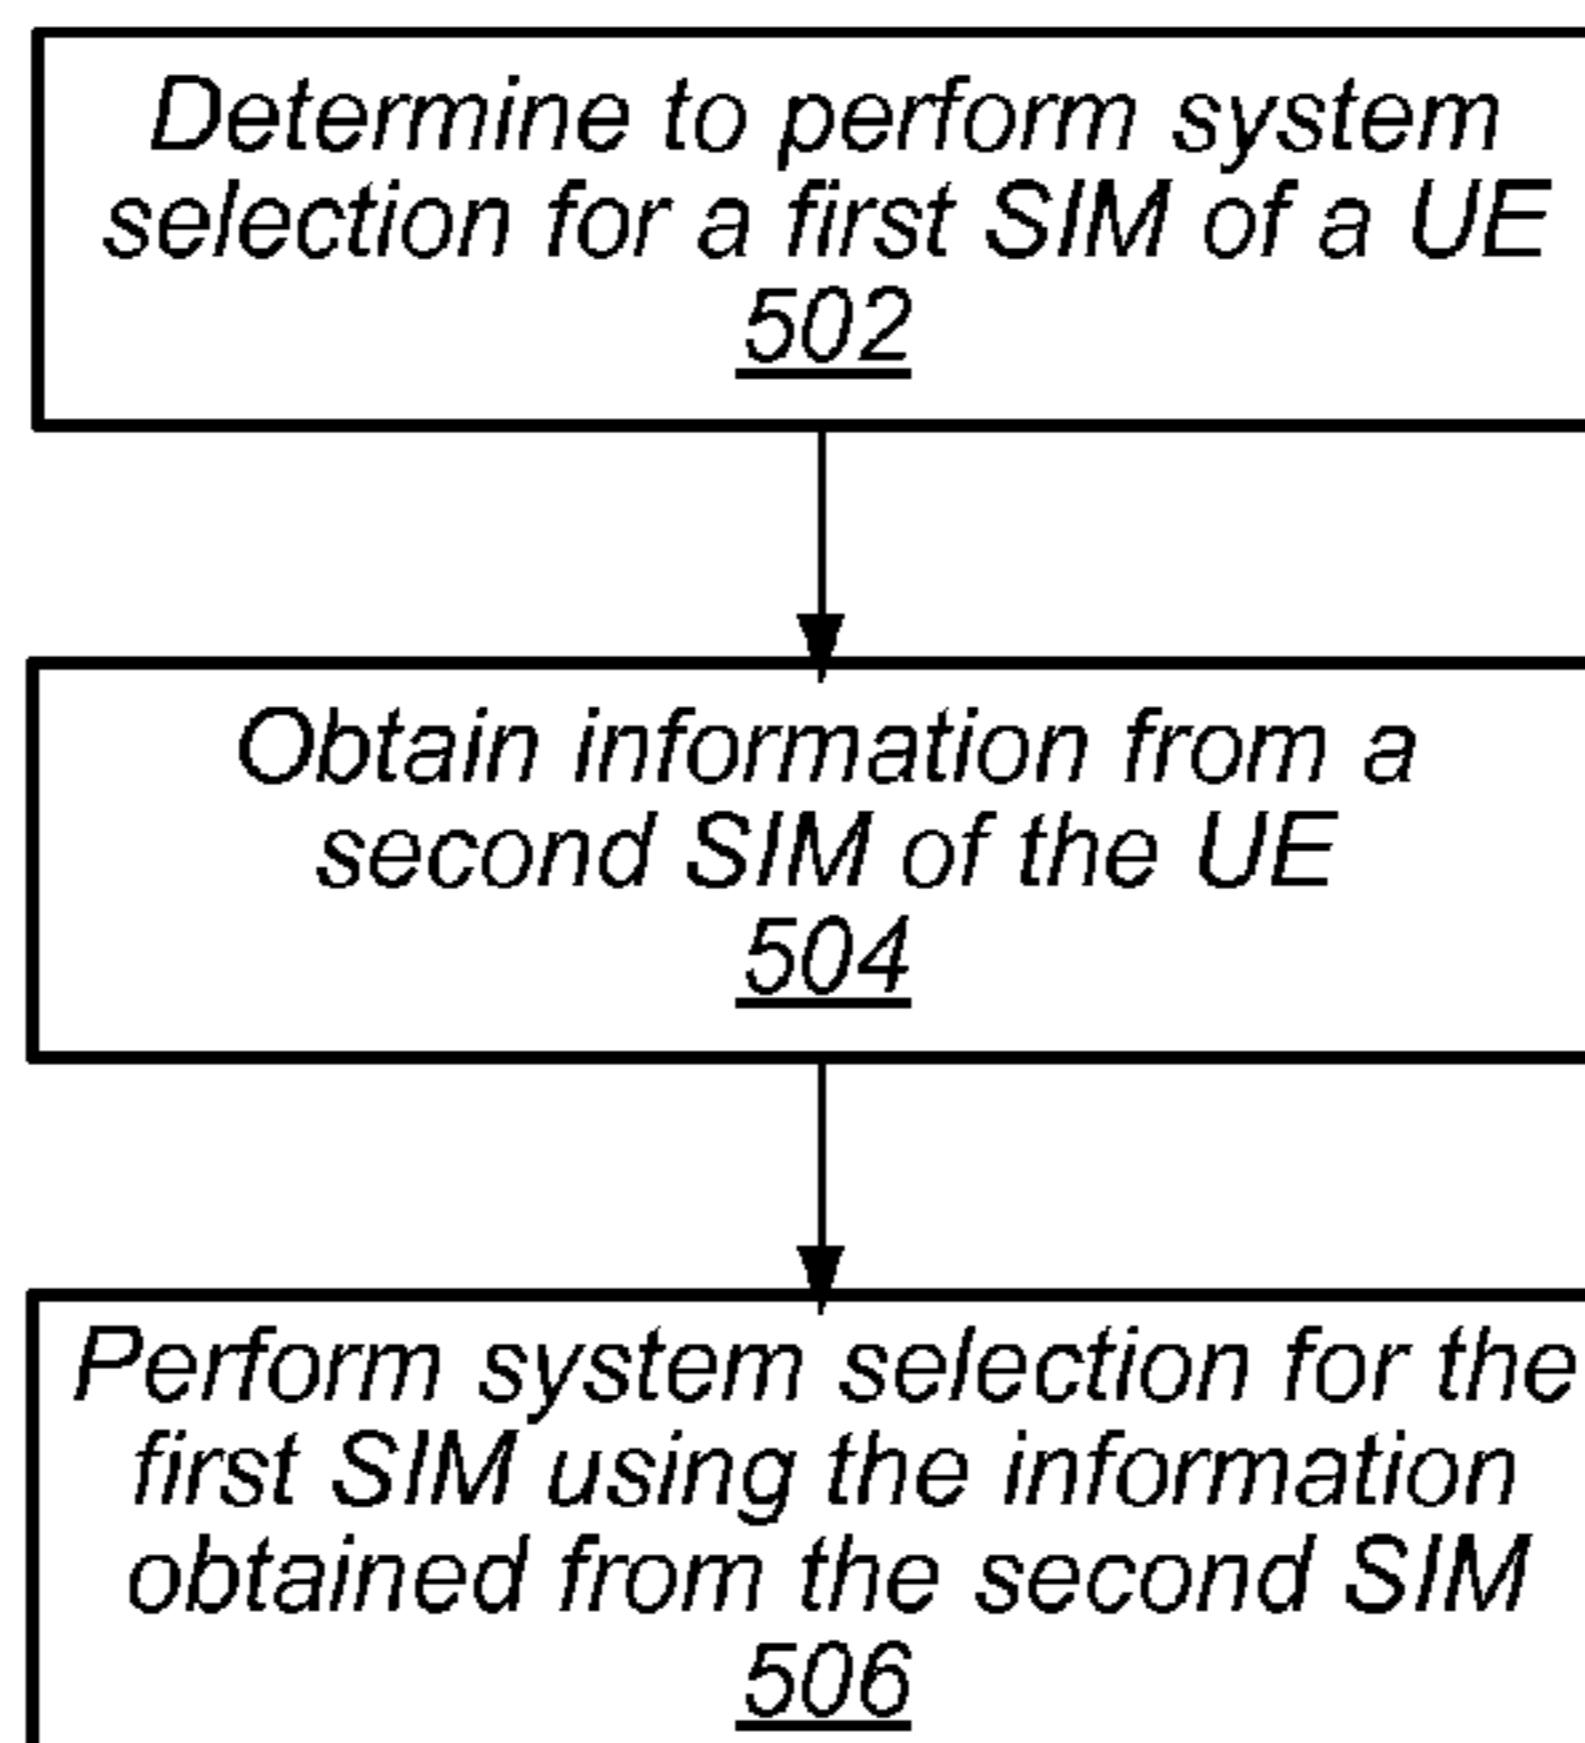 Determine to perform system
selection for a first SIM of a UE
502
Obtain information from a
second SIM of the UE
504
Perform system selection for the
first SIM using the information
obtained from the second SIM
506